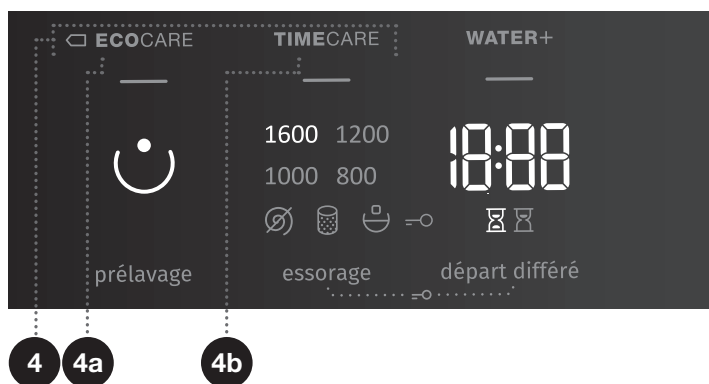 ECOCARE TIMECARE WATER+
1600 1200
18:88
1000 800
prélavage essorage départ différé
4 4a 4b